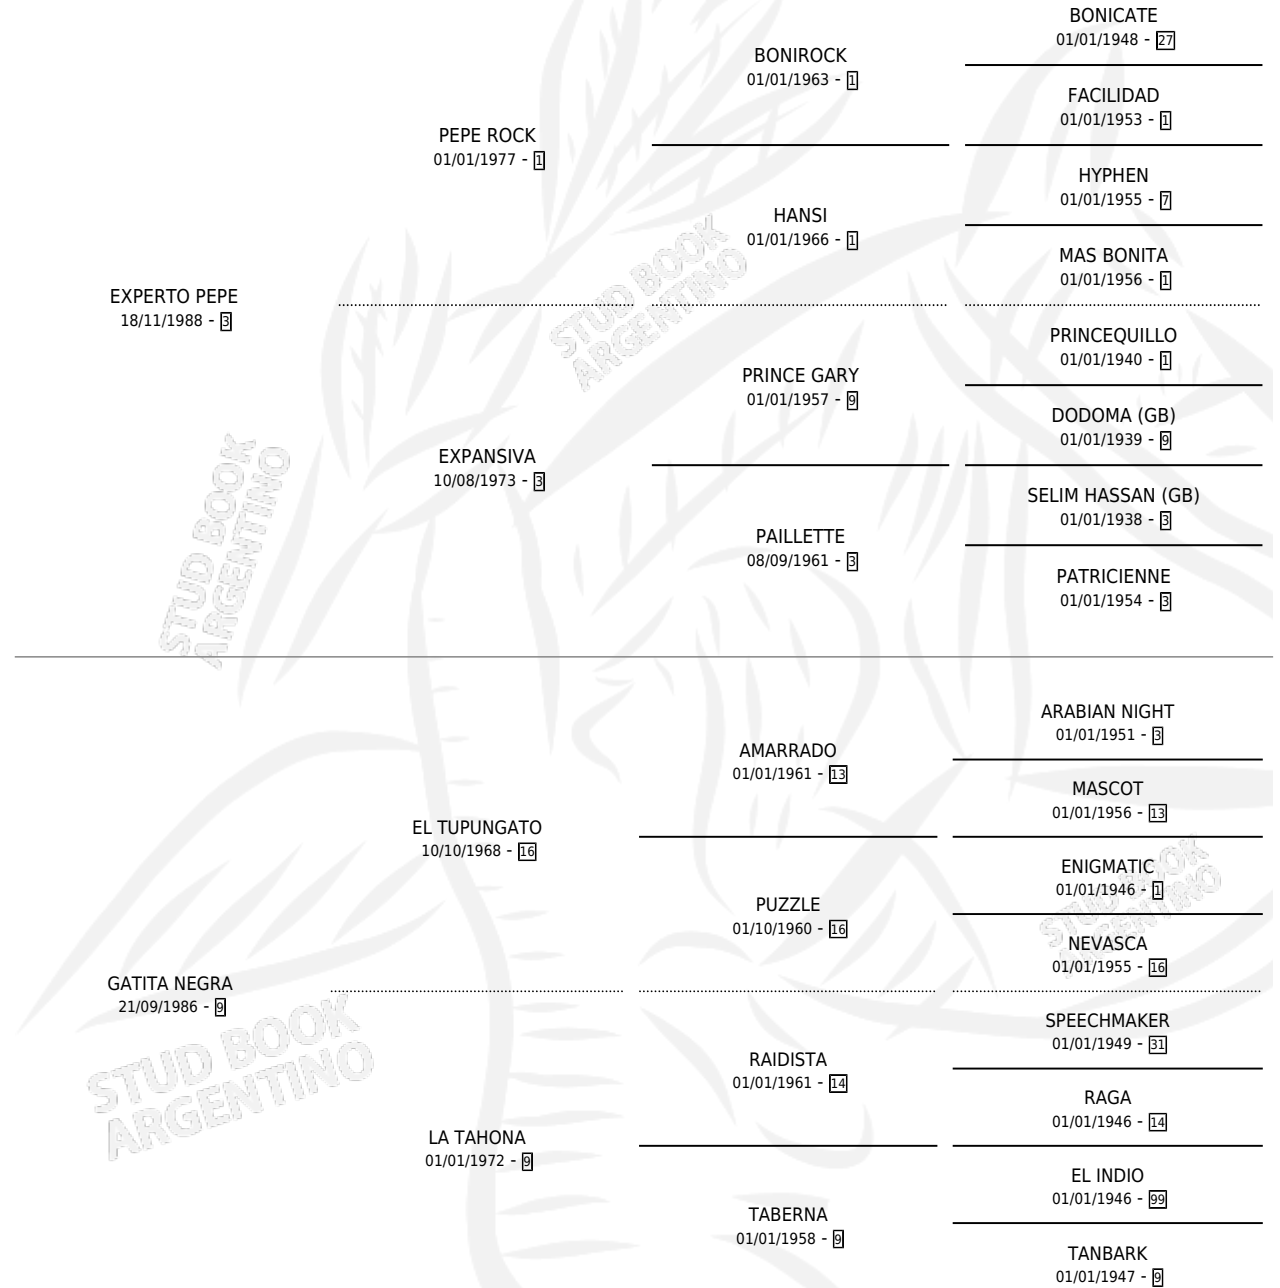 BONICATE
01/01/1948 - 27
BONIROCK
01/01/1963 - 1
FACILIDAD
01/01/1953 - 1
PEPE ROCK
01/01/1977 - 1
HYPHEN
01/01/1955 - 7
HANSI
01/01/1966 - 1
MAS BONITA
01/01/1956 - 1
EXPERTO PEPE
18/11/1988 - 3
PRINCEQUILLO
01/01/1940 - 1
PRINCE GARY
01/01/1957 - 9
DODOMA (GB)
01/01/1939 - 9
EXPANSIVA
10/08/1973 - 3
SELIM HASSAN (GB)
01/01/1938 - 3
PAILLETTE
08/09/1961 - 3
PATRICIENNE
01/01/1954 - 3
STUD BOOK
ARGENTINO
STUD BOOK
ARGENTINO
ARABIAN NIGHT
01/01/1951 - 3
AMARRADO
01/01/1961 - 13
MASCOT
01/01/1956 - 13
EL TUPUNGATO
10/10/1968 - 16
ENIGMATIC
01/01/1946 - 1
PUZZLE
01/10/1960 - 16
NEVASCA
01/01/1955 - 16
GATITA NEGRA
21/09/1986 - 9
SPEECHMAKER
01/01/1949 - 31
RAIDISTA
01/01/1961 - 14
RAGA
01/01/1946 - 14
LA TAHONA
01/01/1972 - 9
EL INDIO
01/01/1946 - 99
TABERNA
01/01/1958 - 9
TANBARK
01/01/1947 - 9
STUD BOOK
ARGENTINO
STUD BOOK
ARGENTINO